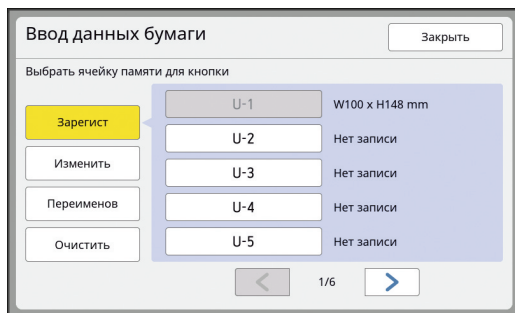 Ввод данных бумаги
Закрыть
Выбрать ячейку памяти для кнопки
Зарегист
Изменить
Переименов
Очистить
U-1 W100 x H148 mm
U-2 Нет записи
U-3 Нет записи
U-4 Нет записи
U-5 Нет записи
1/6